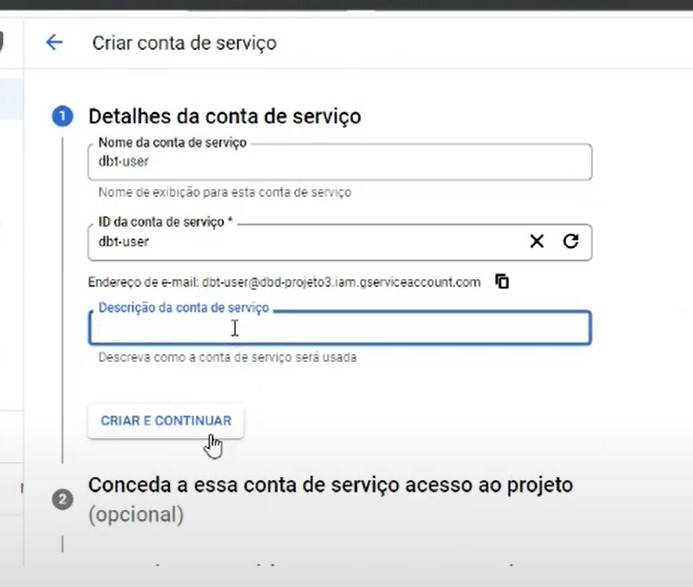 Criar conta de serviço
1 Detalhes da conta de serviço
Nome da conta de serviço
dbt-user
Nome de exibição para esta conta de serviço
ID da conta de serviço *
dbt-user
Endereço de e-mail: dbt-user@dbd-projeto3.iam.gserviceaccount.com
Descrição da conta de serviço
Descreva como a conta de serviço será usada
CRIAR E CONTINUAR
2 Conceda a essa conta de serviço acesso ao projeto
(opcional)